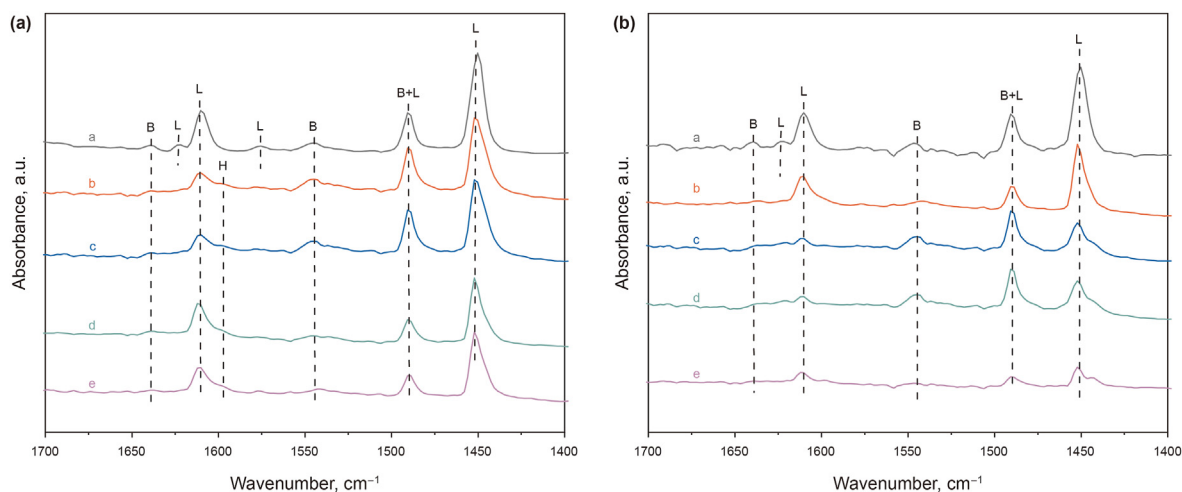 (a)
L
L
B+L
B
L
L
B
H
a
b
c
d
e
Absorbance, a.u.
1700
1650
1600
1550
1500
1450
1400
Wavenumber, cm⁻¹
(b)
L
L
B+L
B
L
B
a
b
c
d
e
Absorbance, a.u.
1700
1650
1600
1550
1500
1450
1400
Wavenumber, cm⁻¹